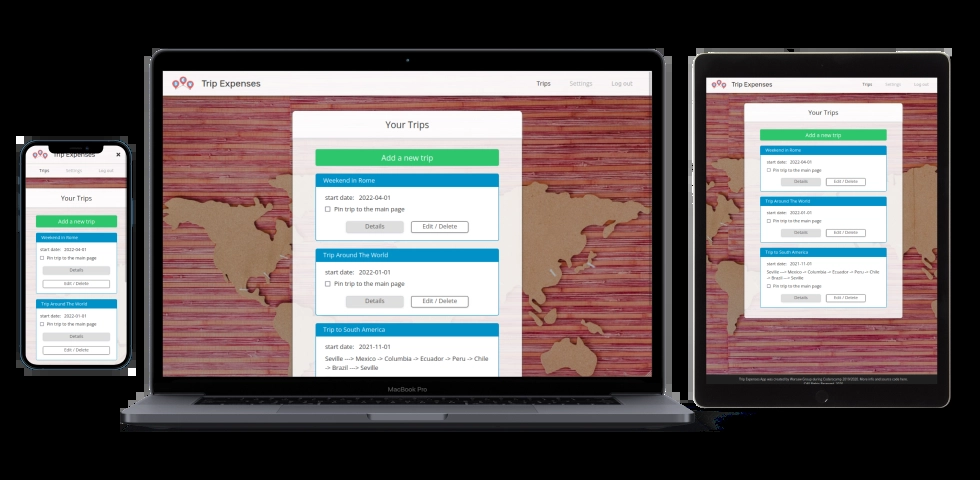 Trip Expenses
×
Trips Settings Log out
Your Trips
Add a new trip
Weekend in Rome
start date: 2022-04-01
Pin trip to the main page
Details
Edit / Delete
Trip Around The World
start date: 2022-01-01
Pin trip to the main page
Details
Edit / Delete
Trip Expenses Trips Settings Log out
Your Trips
Add a new trip
Weekend in Rome
start date: 2022-04-01
Pin trip to the main page
Details Edit / Delete
Trip Around The World
start date: 2022-01-01
Pin trip to the main page
Details Edit / Delete
Trip to South America
start date: 2021-11-01
Seville ---> Mexico -> Columbia -> Ecuador -> Peru -> Chile
-> Brazil ---> Seville
MacBook Pro
Trip Expenses Trips Settings Log out
Your Trips
Add a new trip
Weekend in Rome
start date: 2022-04-01
Pin trip to the main page
Details Edit / Delete
Trip Around The World
start date: 2022-01-01
Pin trip to the main page
Details Edit / Delete
Trip to South America
start date: 2021-11-01
Seville ---> Mexico -> Columbia -> Ecuador -> Peru -> Chile
-> Brazil ---> Seville
Pin trip to the main page
Details Edit / Delete